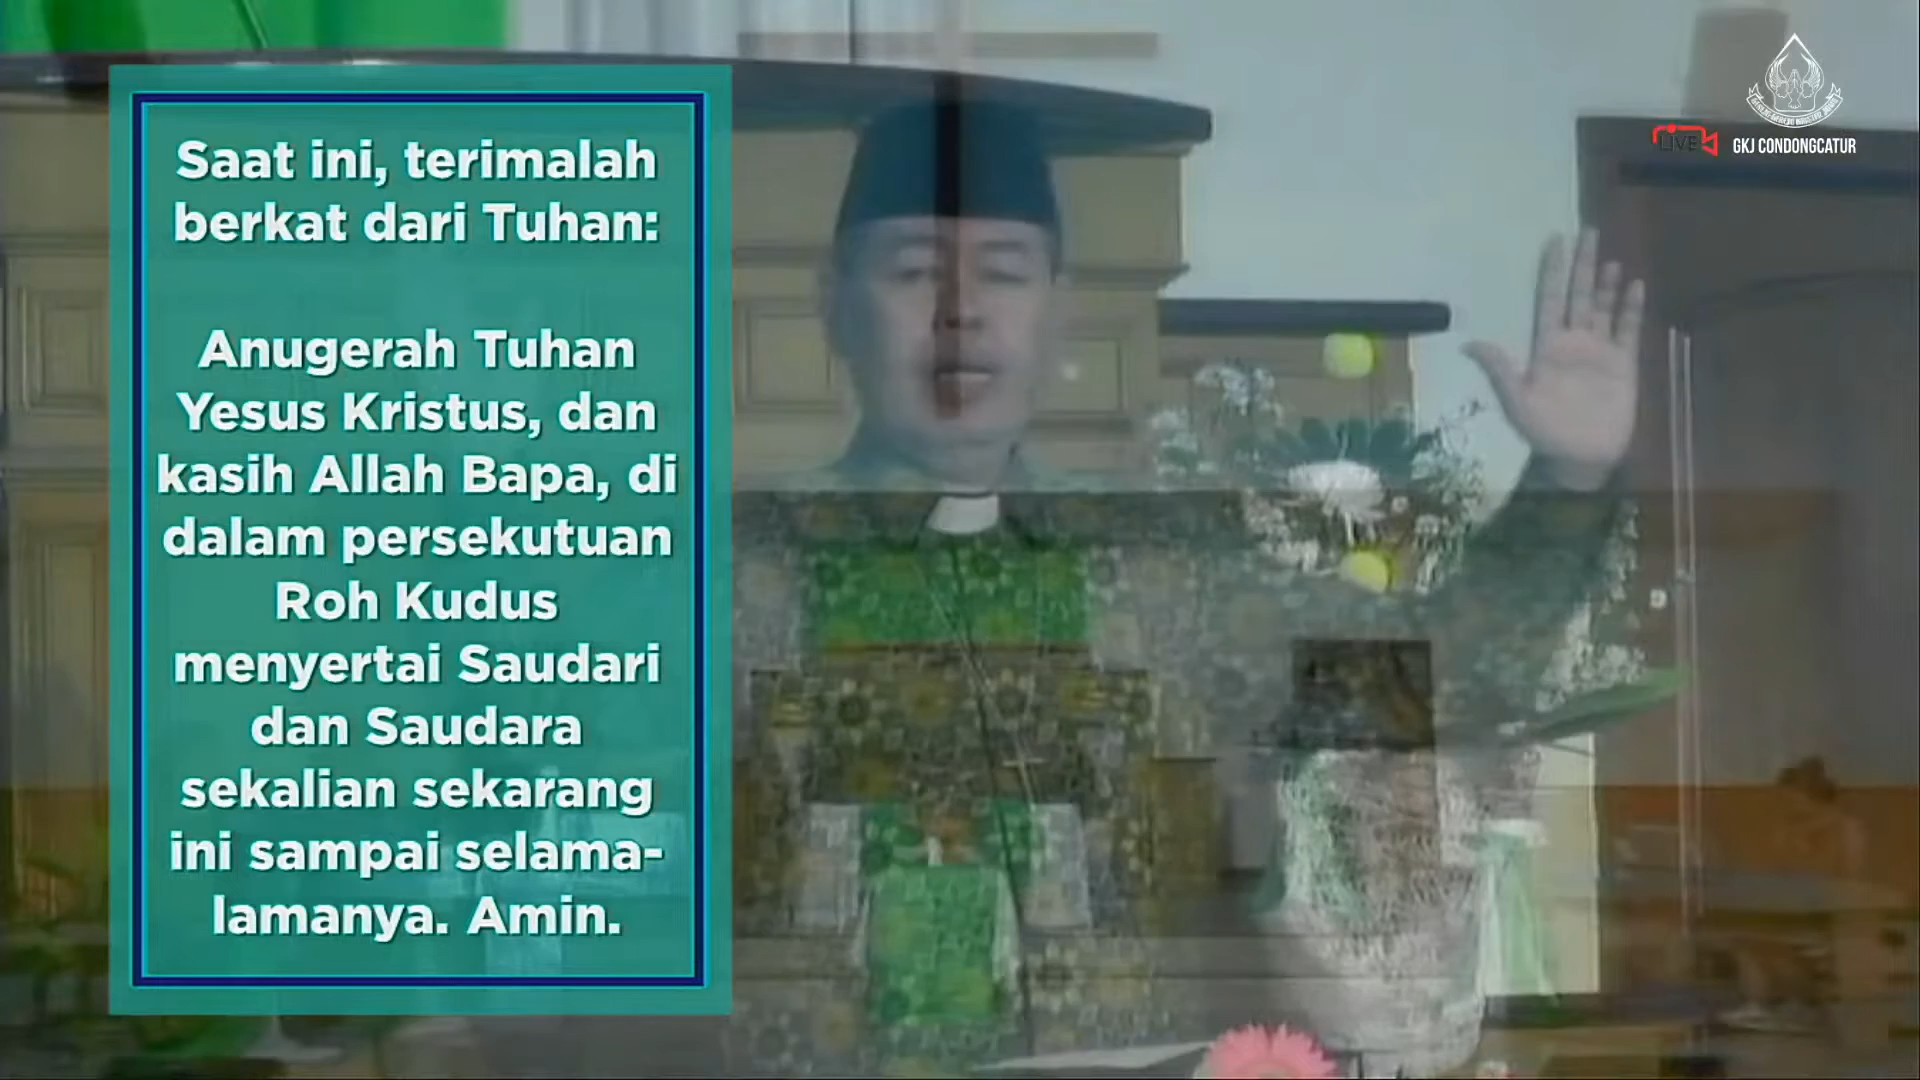 Saat ini, terimalah
berkat dari Tuhan:
Anugerah Tuhan
Yesus Kristus, dan
kasih Allah Bapa, di
dalam persekutuan
Roh Kudus
menyertai Saudari
dan Saudara
sekalian sekarang
ini sampai selama-
lamanya. Amin.
LIVE
GKJ CONDONGCATUR